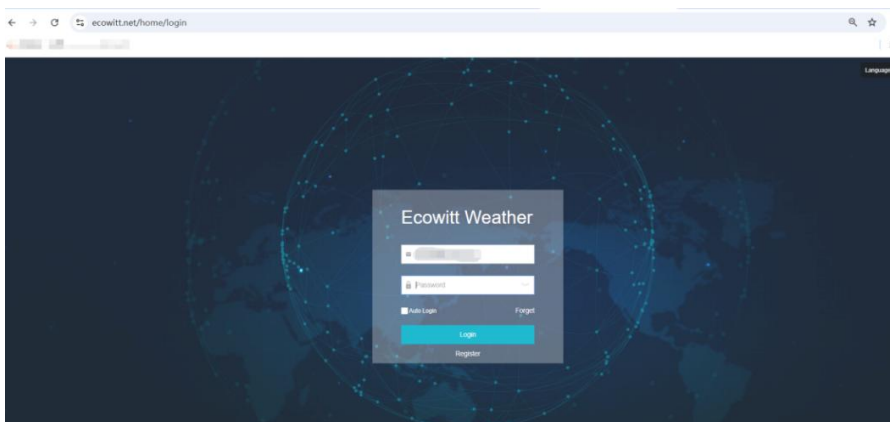 ecowitt.net/home/login
Language
Ecowitt Weather
Password
Auto Login
Forget
Login
Register